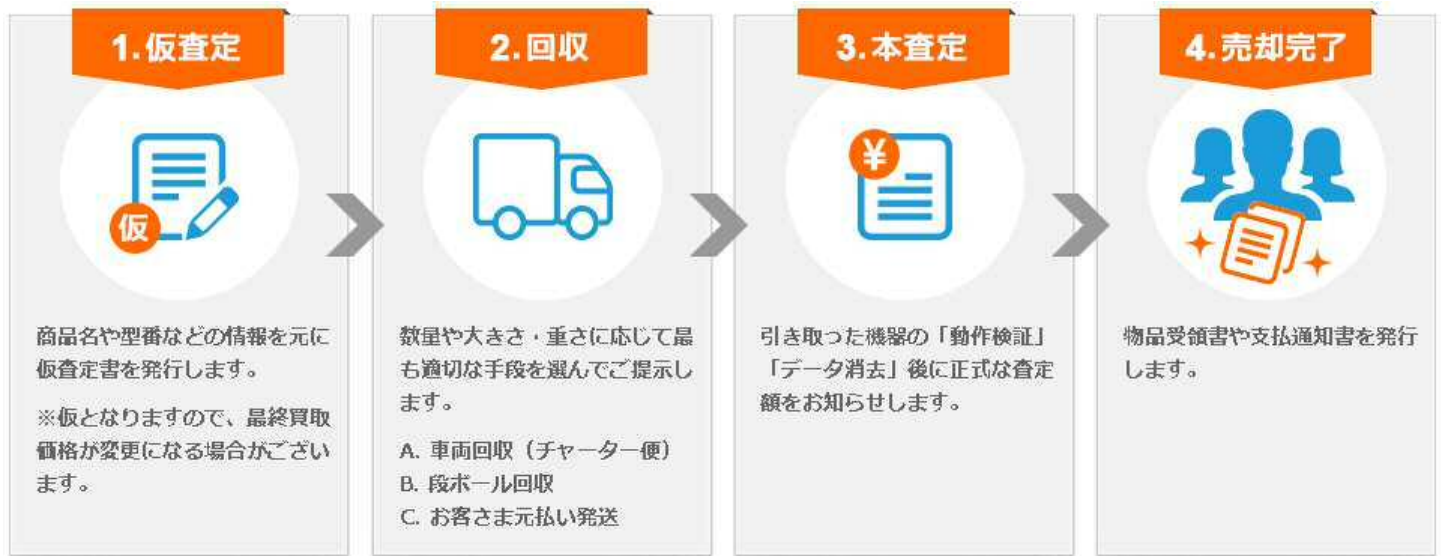 1.仮査定
仮
商品名や型番などの情報を元に
仮査定書を発行します。
※仮となりますので、最終買取
価格が変更になる場合がござい
ます。
2.回収
数量や大きさ・重さに応じて最
も適切な手段を選んでご提示し
ます。
A. 車両回収（チャーター便）
B. 段ボール回収
C. お客さま元払い発送
3.本査定
¥
引き取った機器の「動作検証」
「データ消去」後に正式な査定
額をお知らせします。
4.売却完了
物品受領書や支払通知書を発行
します。